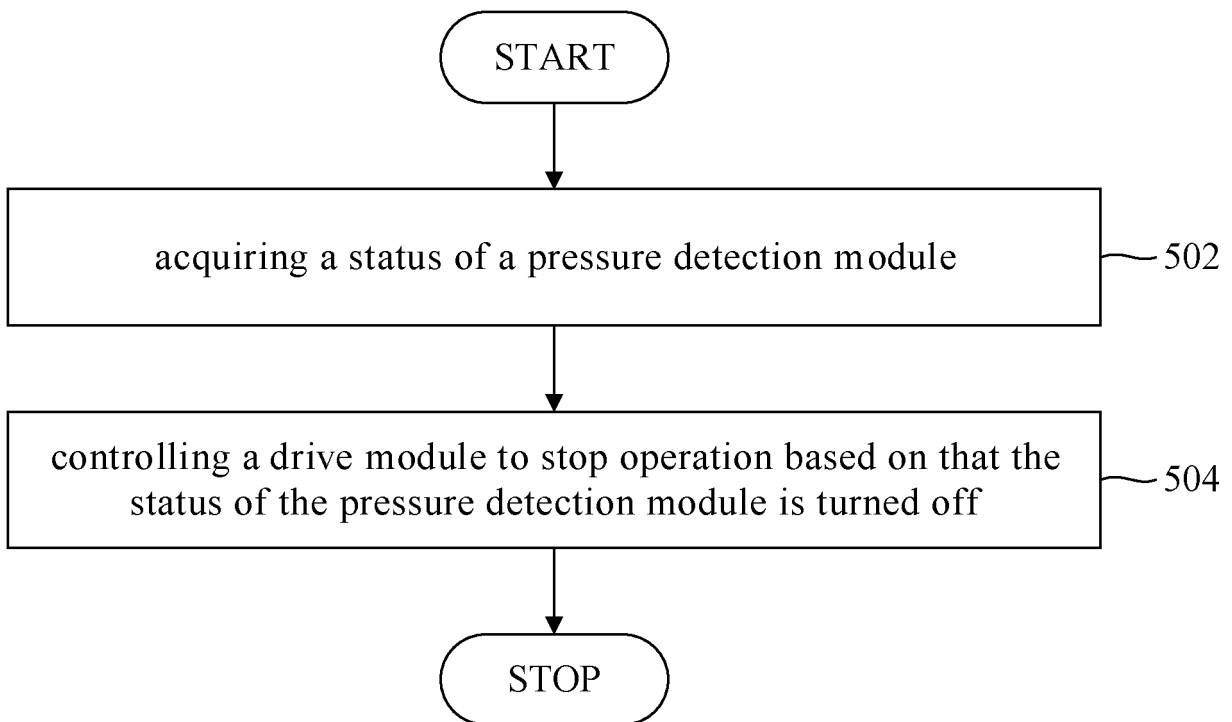 START
acquiring a status of a pressure detection module
502
controlling a drive module to stop operation based on that the
status of the pressure detection module is turned off
504
STOP